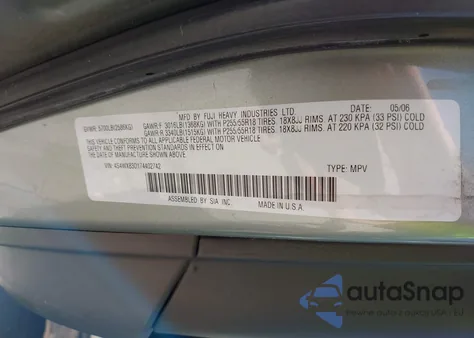 MFD. BY FUJI HEAVY INDUSTRIES LTD. 05/06
GVWR: 5700LB(2585KG) GAWR:F 3016LB(1368KG) WITH P255/55R18 TIRES. 18X8JJ RIMS. AT 230 KPA (33 PSI) COLD
GAWR:R 3340LB(1515KG) WITH P255/55R18 TIRES. 18X8JJ RIMS. AT 220 KPA (32 PSI) COLD
THIS VEHICLE CONFORMS TO ALL APPLICABLE FEDERAL MOTOR VEHICLE
SAFETY AND THEFT PREVENTION STANDARDS IN EFFECT ON
THE DATE OF MANUFACTURE SHOWN ABOVE.
VIN: 4S4WX83D174402742 TYPE: MPV
ASSEMBLED BY SIA INC. MADE IN U.S.A.
autoSnap